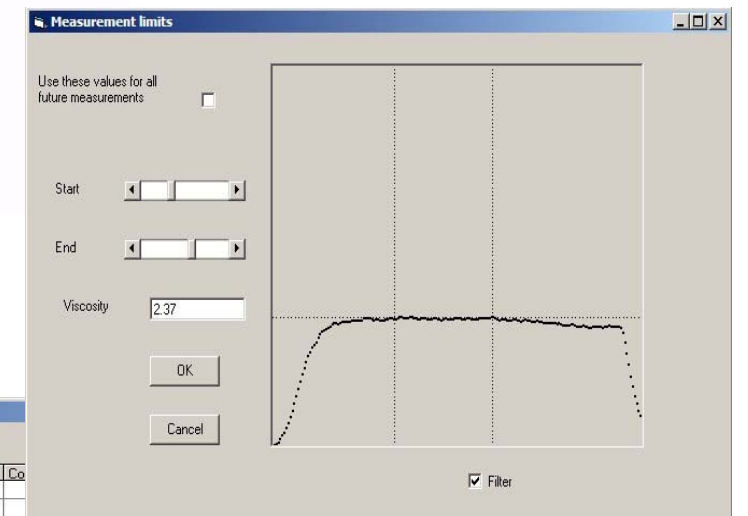 Measurement limits
Use these values for all
future measurements
Start
End
Viscosity
2.37
OK
Cancel
Filter
Co